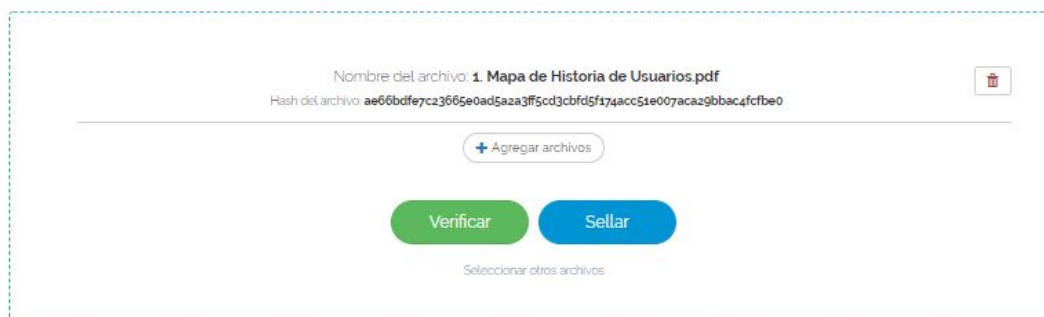 Nombre del archivo: 1. Mapa de Historia de Usuarios.pdf
Hash del archivo: ae66bdfe7c23665e0ad5a2a3ff5cd3cbfd5f174acc51e007aca29bbac4fcfbe0
+ Agregar archivos
Verificar
Sellar
Seleccionar otros archivos